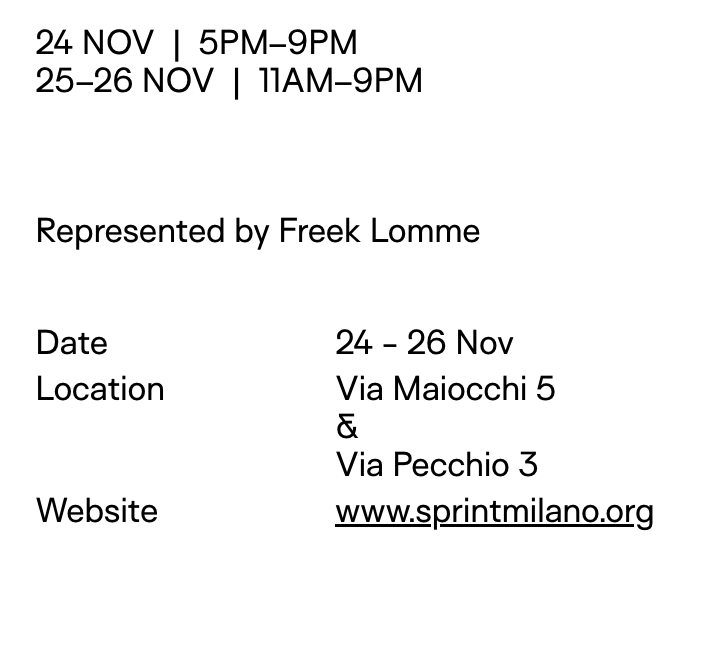 24 NOV | 5PM–9PM
25–26 NOV | 11AM–9PM
Represented by Freek Lomme
Date 24 – 26 Nov
Location Via Maiocchi 5
&
Via Pecchio 3
Website www.sprintmilano.org